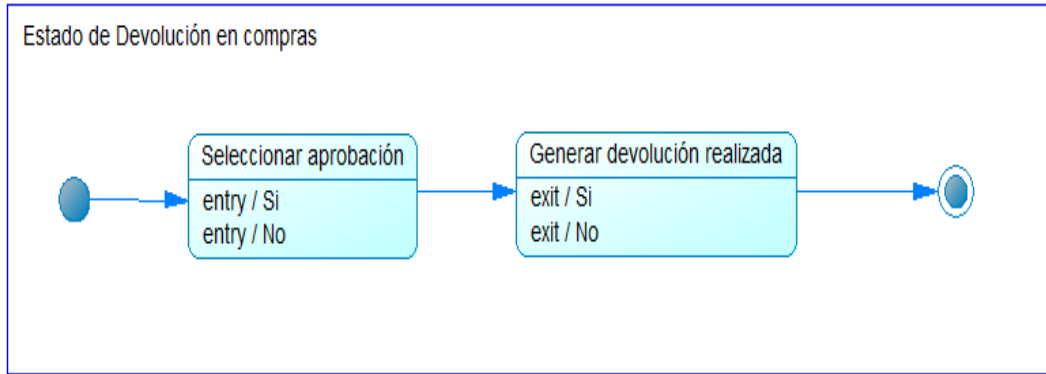 Estado de Devolución en compras
Seleccionar aprobación
entry / Si
entry / No
Generar devolución realizada
exit / Si
exit / No